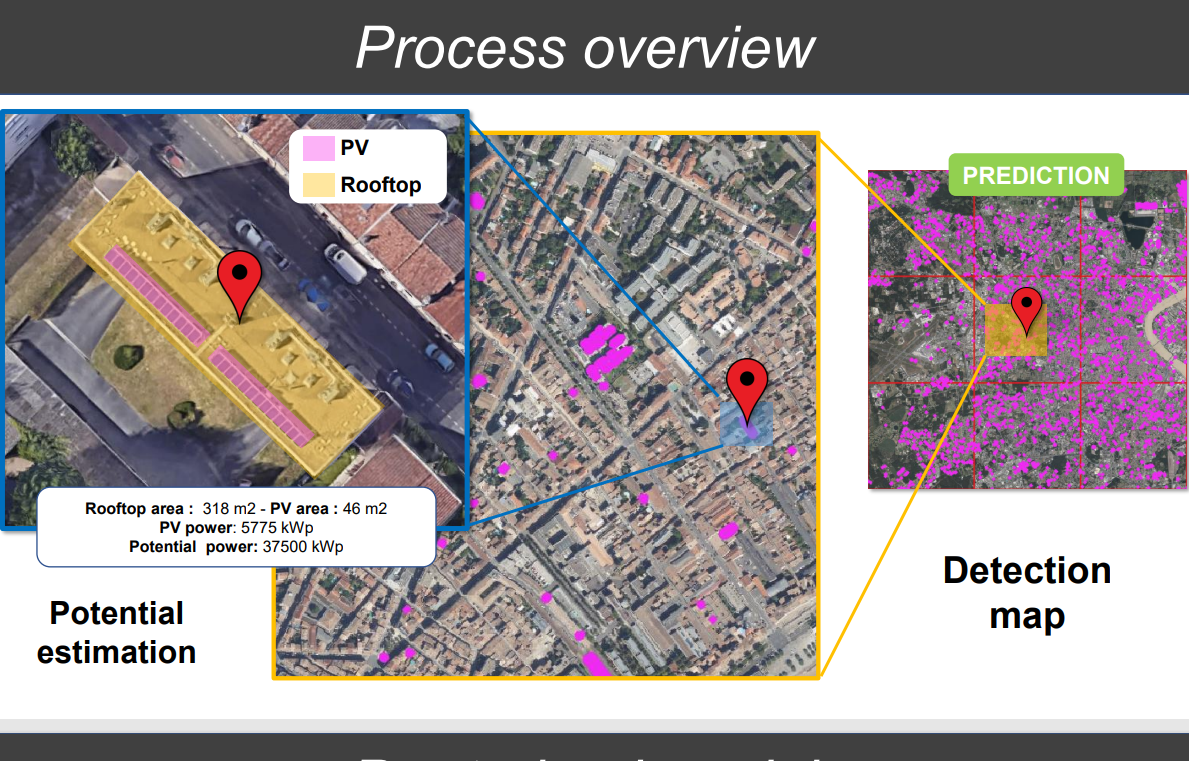 Process overview
PV
Rooftop
PREDICTION
Rooftop area :  318 m2 - PV area : 46 m2
PV power: 5775 kWp
Potential  power: 37500 kWp
Potential
estimation
Detection
map